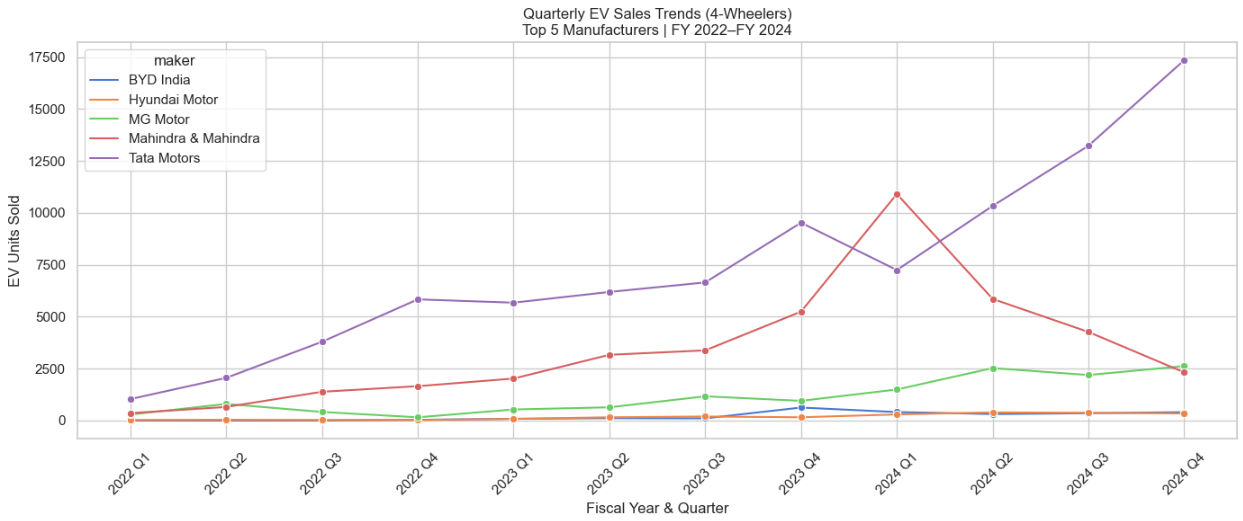 Quarterly EV Sales Trends (4-Wheelers)
Top 5 Manufacturers | FY 2022–FY 2024
maker
BYD India
Hyundai Motor
MG Motor
Mahindra & Mahindra
Tata Motors
EV Units Sold
17500
15000
12500
10000
7500
5000
2500
0
2022 Q1
2022 Q2
2022 Q3
2022 Q4
2023 Q1
2023 Q2
2023 Q3
2023 Q4
2024 Q1
2024 Q2
2024 Q3
2024 Q4
Fiscal Year & Quarter